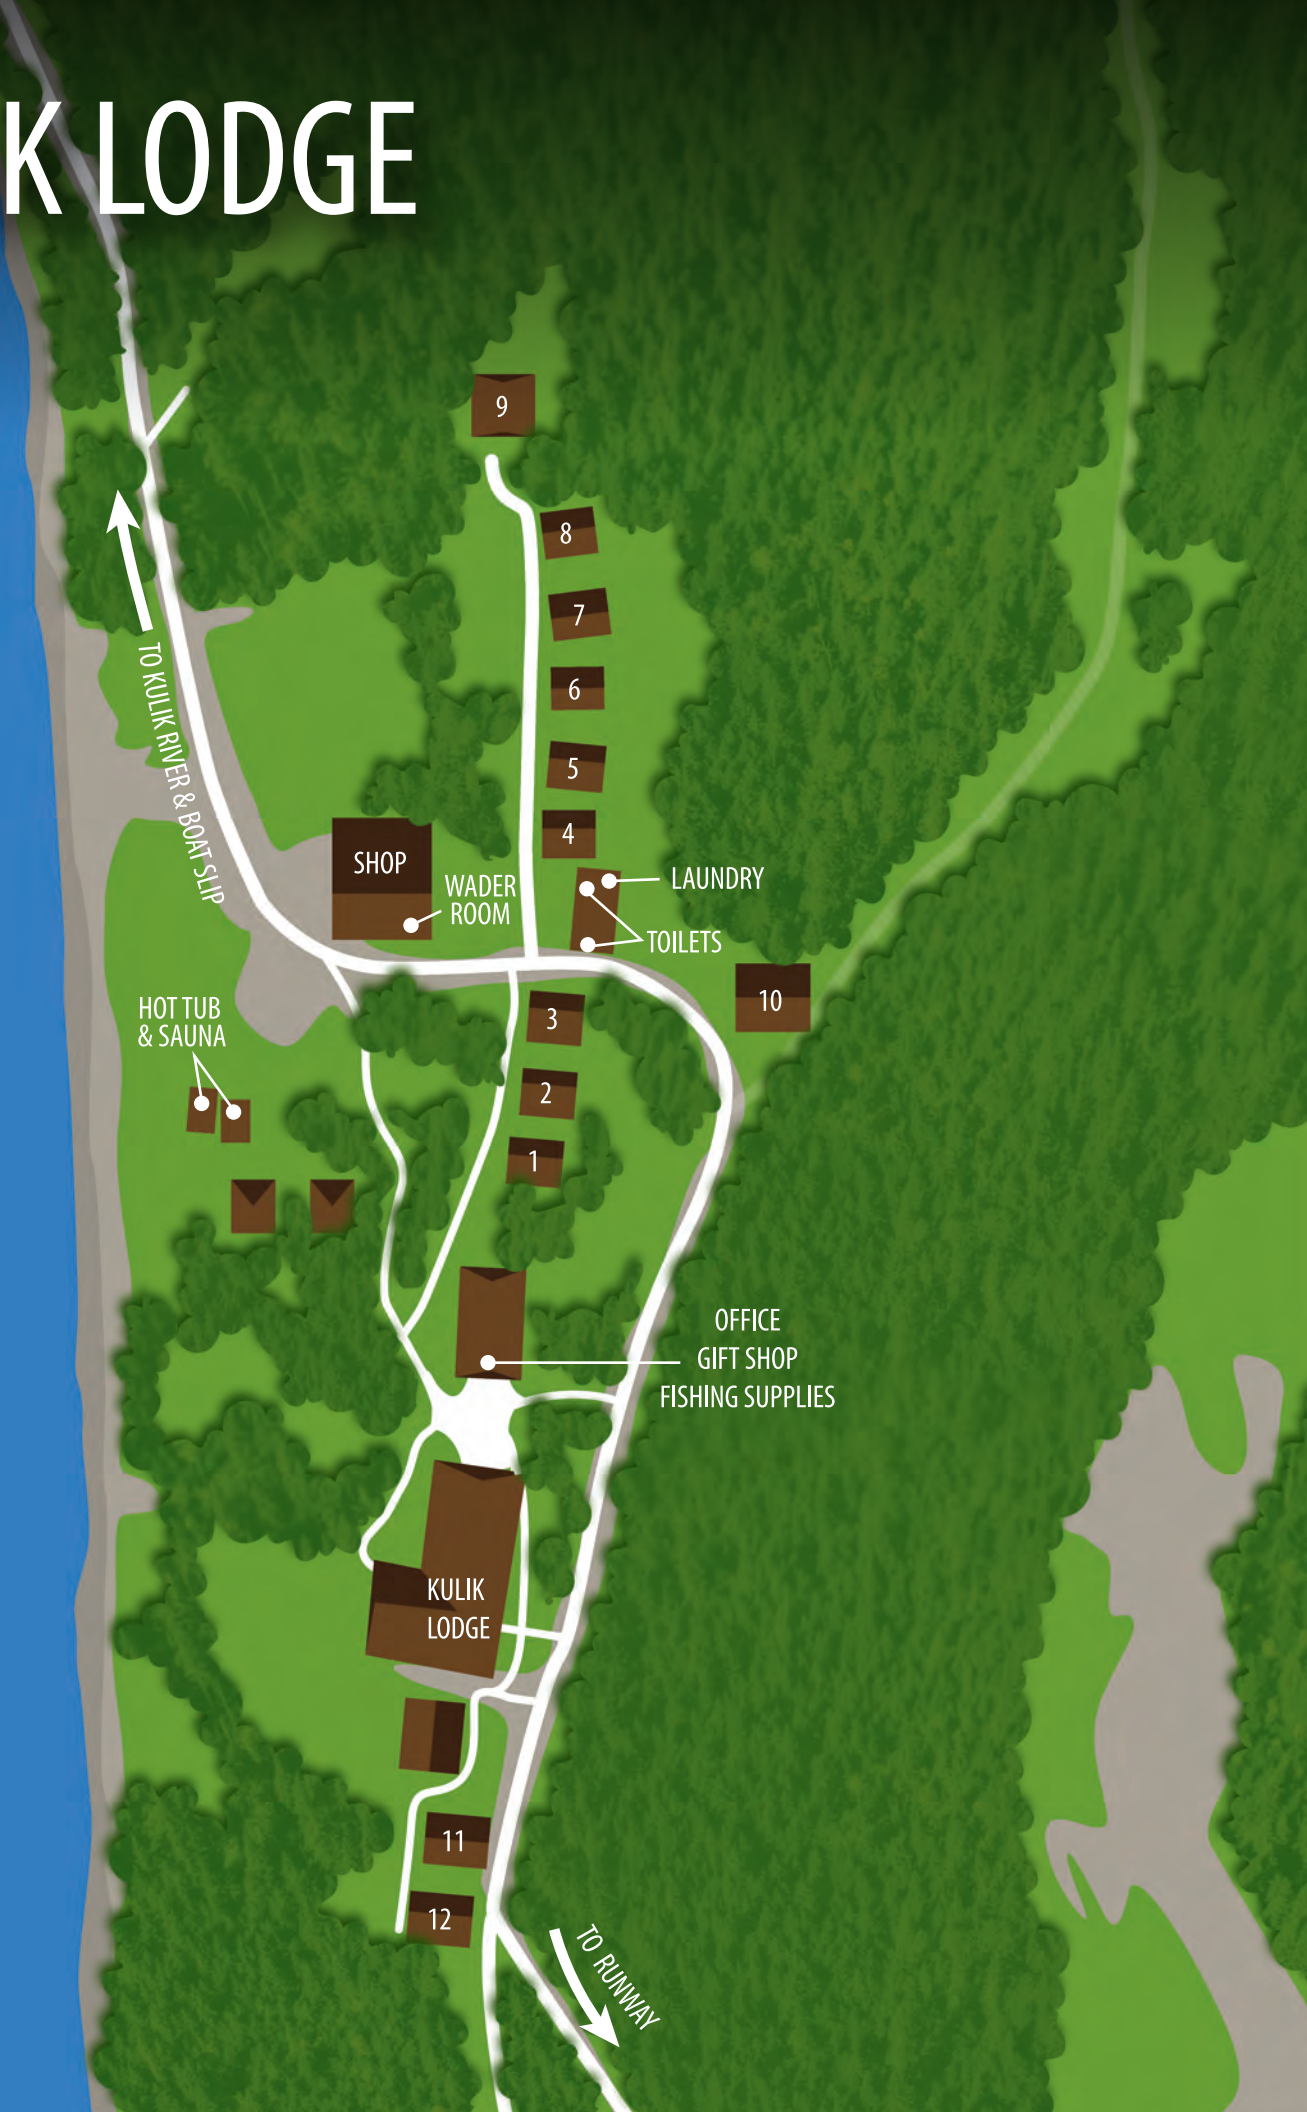 K LODGE
9
8
7
6
5
4
SHOP
WADER
ROOM
LAUNDRY
TOILETS
TO KULIK RIVER & BOAT SLIP
10
HOT TUB
& SAUNA
3
2
1
OFFICE
GIFT SHOP
FISHING SUPPLIES
KULIK
LODGE
11
12
TO RUNWAY